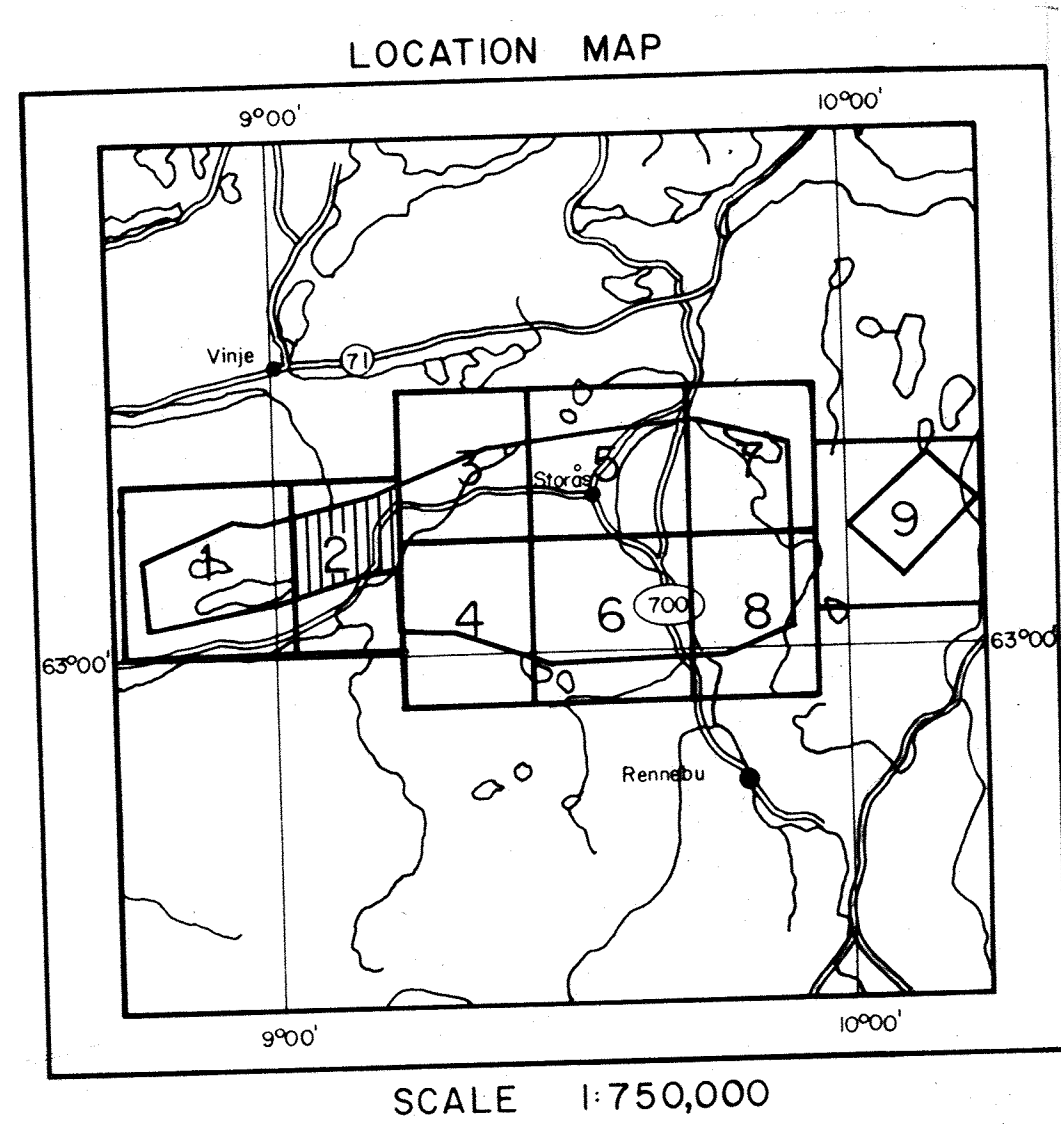 LOCATION MAP
9°00' 10°00'
Vinje 71
3 7
Storås
1 2 5 9
4 700 6 8
63°00' 63°00'
Rennebu
9°00' 10°00'
SCALE 1:750,000